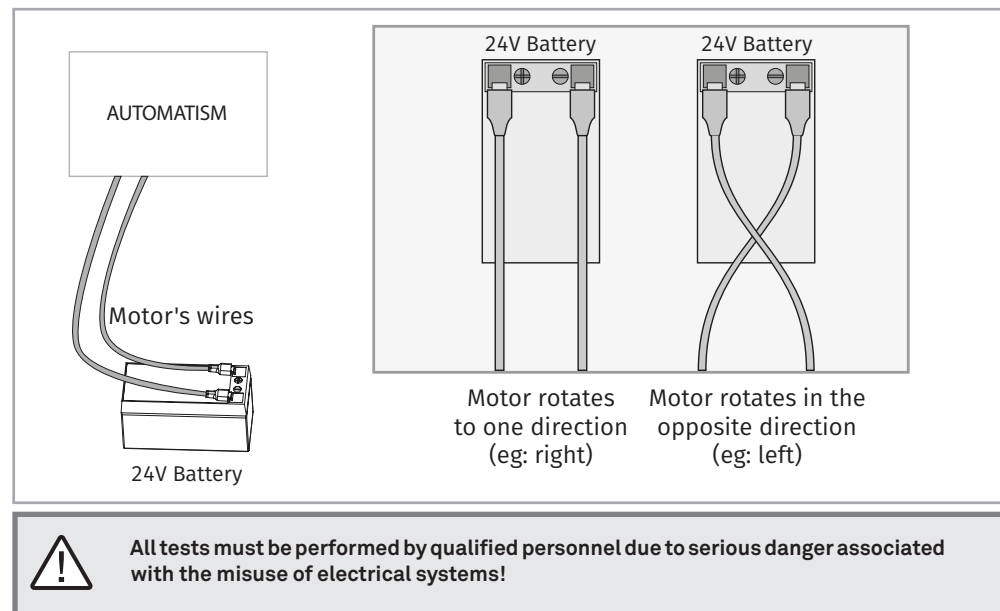 AUTOMATISM
Motor's wires
24V Battery
24V Battery
24V Battery
Motor rotates
to one direction
(eg: right)
Motor rotates in the
opposite direction
(eg: left)
All tests must be performed by qualified personnel due to serious danger associated
with the misuse of electrical systems!